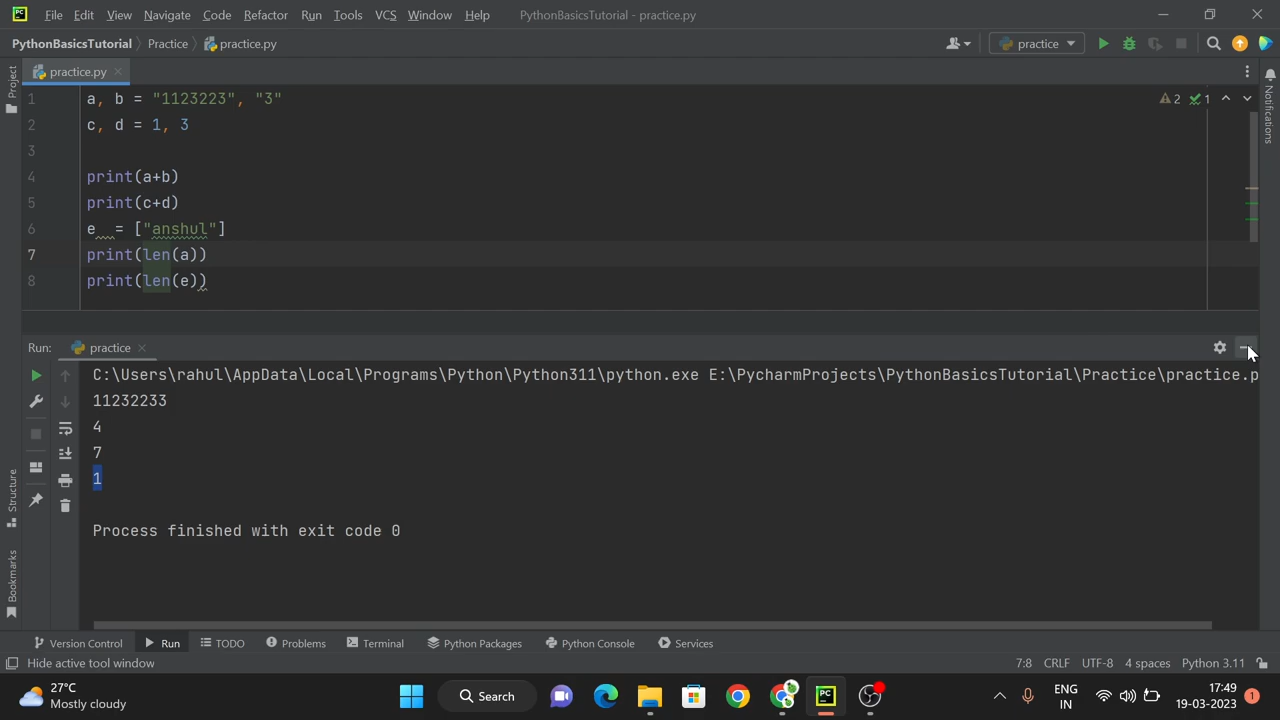 PC File Edit View Navigate Code Refactor Run Tools VCS Window Help PythonBasicsTutorial - practice.py
PythonBasicsTutorial Practice practice.py practice
Project
practice.py
Notifications
1 a, b = "1123223", "3"
2 c, d = 1, 3
3
4 print(a+b)
5 print(c+d)
6 e  = ["anshul"]
7 print(len(a))
8 print(len(e))
2 1
Run: practice
C:\Users\rahul\AppData\Local\Programs\Python\Python311\python.exe E:\PycharmProjects\PythonBasicsTutorial\Practice\practice.p
11232233
4
7
1
Process finished with exit code 0
Structure
Bookmarks
Version Control Run TODO Problems Terminal Python Packages Python Console Services
Hide active tool window 7:8 CRLF UTF-8 4 spaces Python 3.11
27°C
Mostly cloudy
Search
PC
ENG
IN
17:49
19-03-2023
1